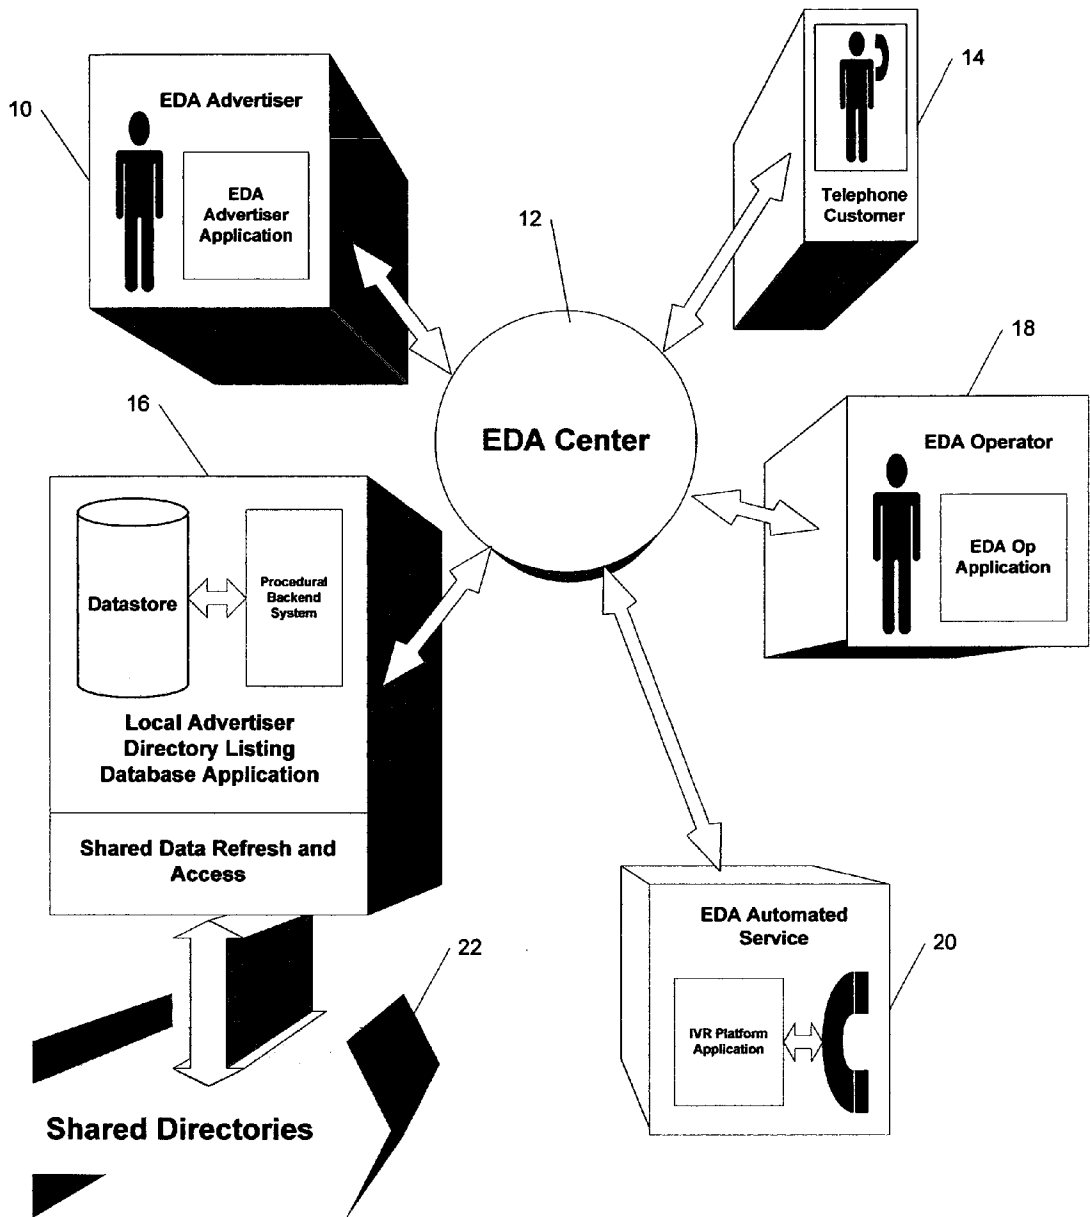 10
EDA Advertiser
EDA
Advertiser
Application
14
Telephone
Customer
12
EDA Center
18
EDA Operator
EDA Op
Application
16
Datastore
Procedural
Backend
System
Local Advertiser
Directory Listing
Database Application
Shared Data Refresh and
Access
22
Shared Directories
EDA Automated
Service
20
IVR Platform
Application